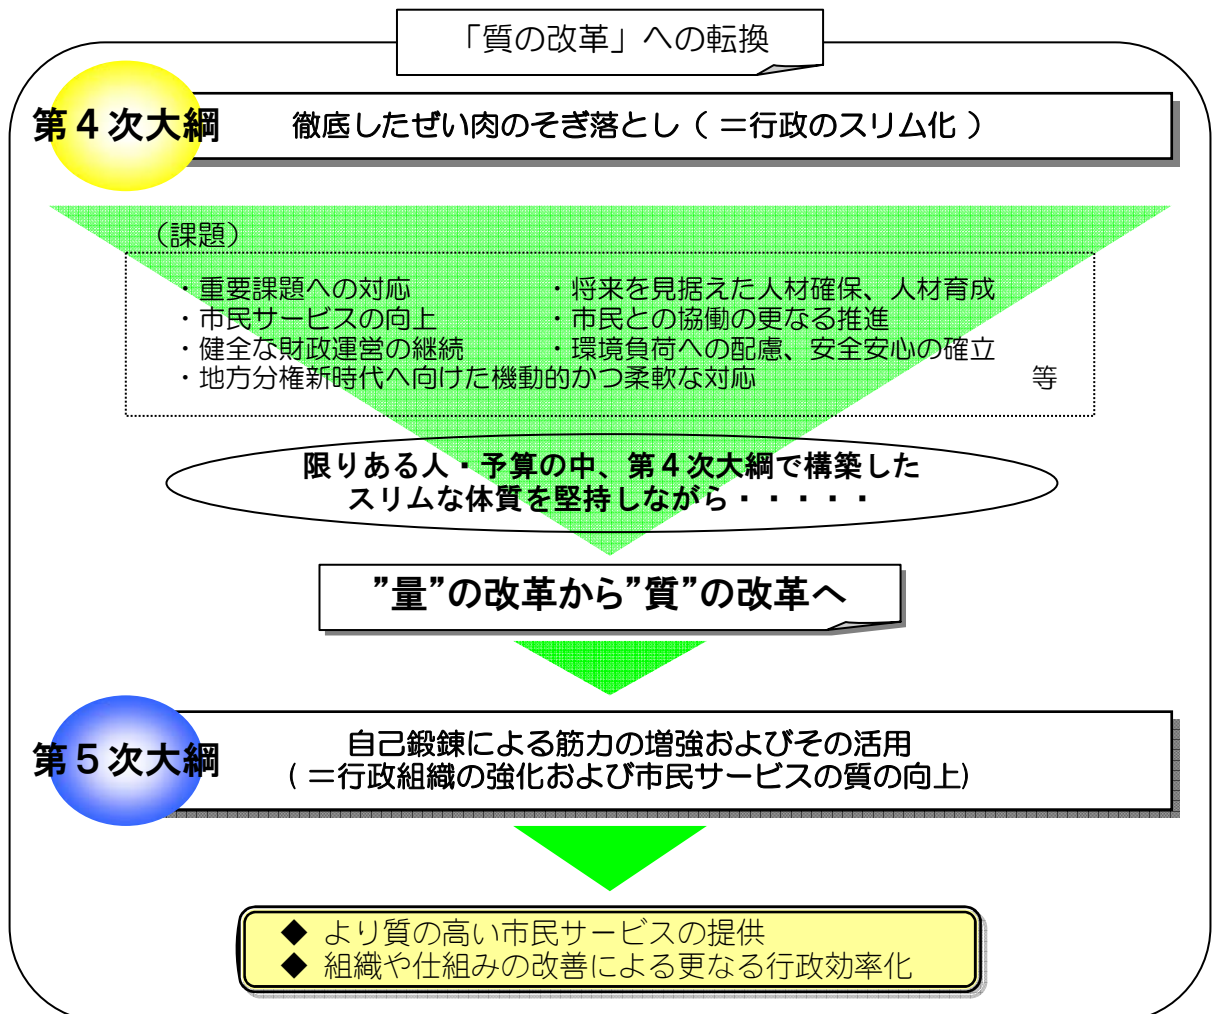 「質の改革」への転換
第４次大綱
徹底したぜい肉のそぎ落とし（＝行政のスリム化）
（課題）
・重要課題への対応　・将来を見据えた人材確保、人材育成
・市民サービスの向上　・市民との協働の更なる推進
・健全な財政運営の継続　・環境負荷への配慮、安全安心の確立
・地方分権新時代へ向けた機動的かつ柔軟な対応　等
限りある人・予算の中、第４次大綱で構築した
スリムな体質を堅持しながら・・・・・
”量”の改革から”質”の改革へ
第５次大綱
自己鍛錬による筋力の増強およびその活用
(＝行政組織の強化および市民サービスの質の向上)
◆ より質の高い市民サービスの提供
◆ 組織や仕組みの改善による更なる行政効率化